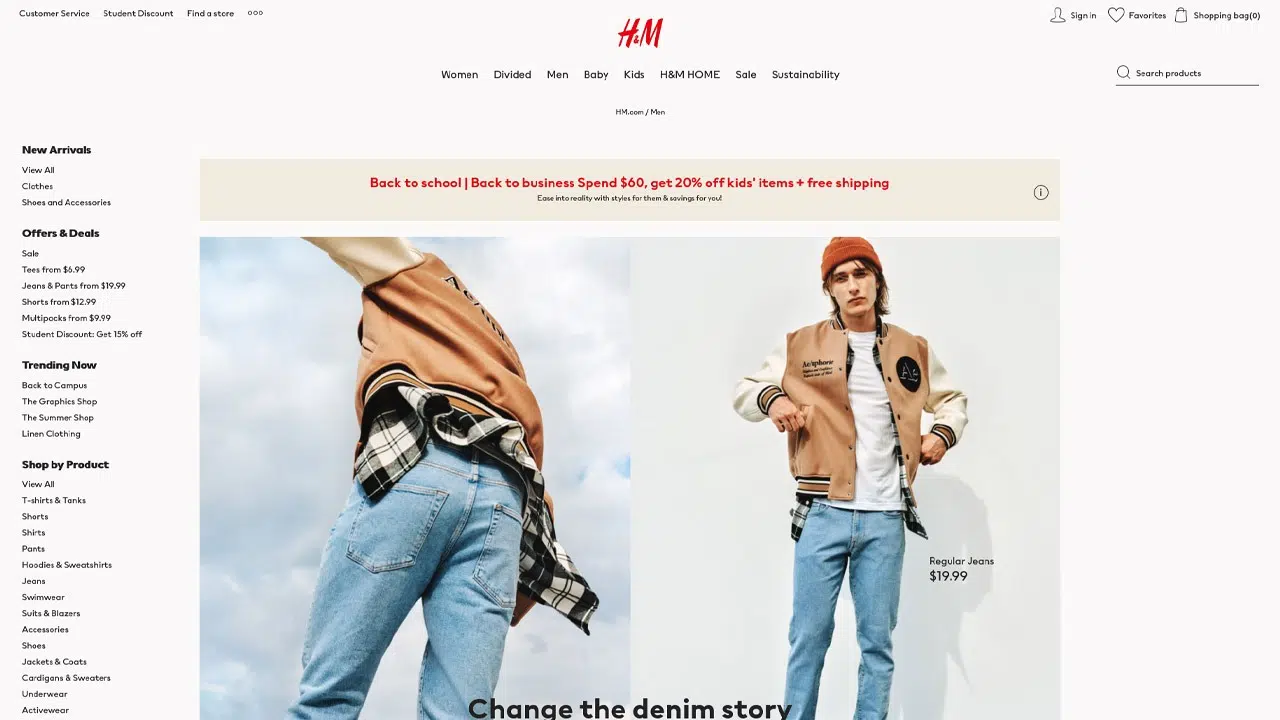 Customer Service Student Discount Find a store
Sign in Favorites Shopping bag(0)
H&M
Women Divided Men Baby Kids H&M HOME Sale Sustainability
Search products
HM.com / Men
New Arrivals
View All
Clothes
Shoes and Accessories
Offers & Deals
Sale
Tees from $6.99
Jeans & Pants from $19.99
Shorts from $12.99
Multipacks from $9.99
Student Discount: Get 15% off
Trending Now
Back to Campus
The Graphics Shop
The Summer Shop
Linen Clothing
Shop by Product
View All
T-shirts & Tanks
Shorts
Shirts
Pants
Hoodies & Sweatshirts
Jeans
Swimwear
Suits & Blazers
Accessories
Shoes
Jackets & Coats
Cardigans & Sweaters
Underwear
Activewear
Back to school | Back to business Spend $60, get 20% off kids' items + free shipping
Ease into reality with styles for them & savings for you!
Regular Jeans
$19.99
Change the denim story